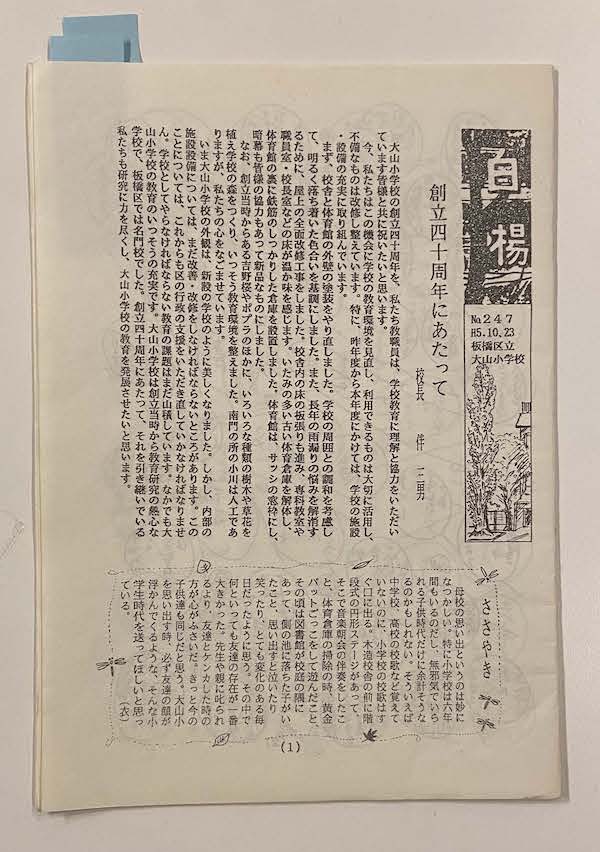 白楊
No247
H5.10.23
板橋区立
大山小学校
創立四十周年にあたって
校長　伴　三男
大山小学校の創立四十周年を、私たち教職員は、学校教育に理解と協力をいただい
ています皆様と共に祝いたいと思います。
今、私たちはこの機会に学校の教育環境を見直し、利用できるものは大切に活用し、
不備なものは改修し整えています。特に、昨年度から本年度にかけては、学校の施設
・設備の充実に取り組んでいます。
まず、校舎と体育館の外壁の塗装をやり直しました。学校の周囲との調和を考慮し
て、明るく落ち着いた色合いを基調にしました。また、長年の雨漏りの悩みを解消す
るために、屋上の全面改修工事をしました。校舎内の床の板張りも進み、専科教室や
職員室・校長室などの床が温か味を感じます。いたみの多い古い体育倉庫を解体し、
体育館の裏に鉄筋のしっかりした倉庫を設置しました。体育館は、サッシの窓枠にし、
暗幕も皆様の協力もあって新品なものにしました。
なお、創立当時からある吉野桜やポプラのほかに、いろいろな種類の樹木や草花を
植え学校の森をつくり、いっそう教育環境を整えました。南門の所の小川は人工であ
りますが、私たちの心をなごませています。
いま大山小学校の外観は、新設の学校のように美しくなりました。しかし、内部の
施設設備については、まだ改善・改修をしなければならないところがあります。この
ことについては、これからも区の行政の支援をいただき直していかなければなりませ
ん。学校としてやらなければならない教育の課題はまだ山積しています。なかでも大
山小学校の教育のいっそうの充実です。大山小学校は創立当時から教育研究の熱心な
学校で、板橋区では名門校でした。創立四十周年にあたって、それを引き継いでいる
私たちも研究に力を尽くし、大山小学校の教育を発展させたいと思います。
ささやき
母校の思いでというのは妙に
なつかしい。特に小学校は六年
間もいるのだし、無邪気でいら
れる子供時代だけに余計そうな
るのかもしれない。そういえば
中学校、高校の校歌など覚えて
いないのに、小学校の校歌はす
ぐ口に出る。木造校舎の前に階
段式の円形ステージがあって、
そこで音楽朝会の伴奏をしたこ
と、体育倉庫の掃除の時、黄金
バットごっこをして遊んだこと
その頃は図書館が校庭の隅に
あって、側の池に落ちた子がい
たこと、思い出すと泣いたり
笑ったり、とても変化のある毎
日だったように思う。その中で
何といっても友達の存在が一番
大きかった。先生や親に叱られ
るより、友達とケンカした時の
方が心がふさいだ。きっと今の
子供達も同じだと思う。大山小
を思い出す時、必ず友達の顔が
浮かんでくるような、そんな小
学生時代を送ってほしいと思っ
ている。　（衣）
(1)